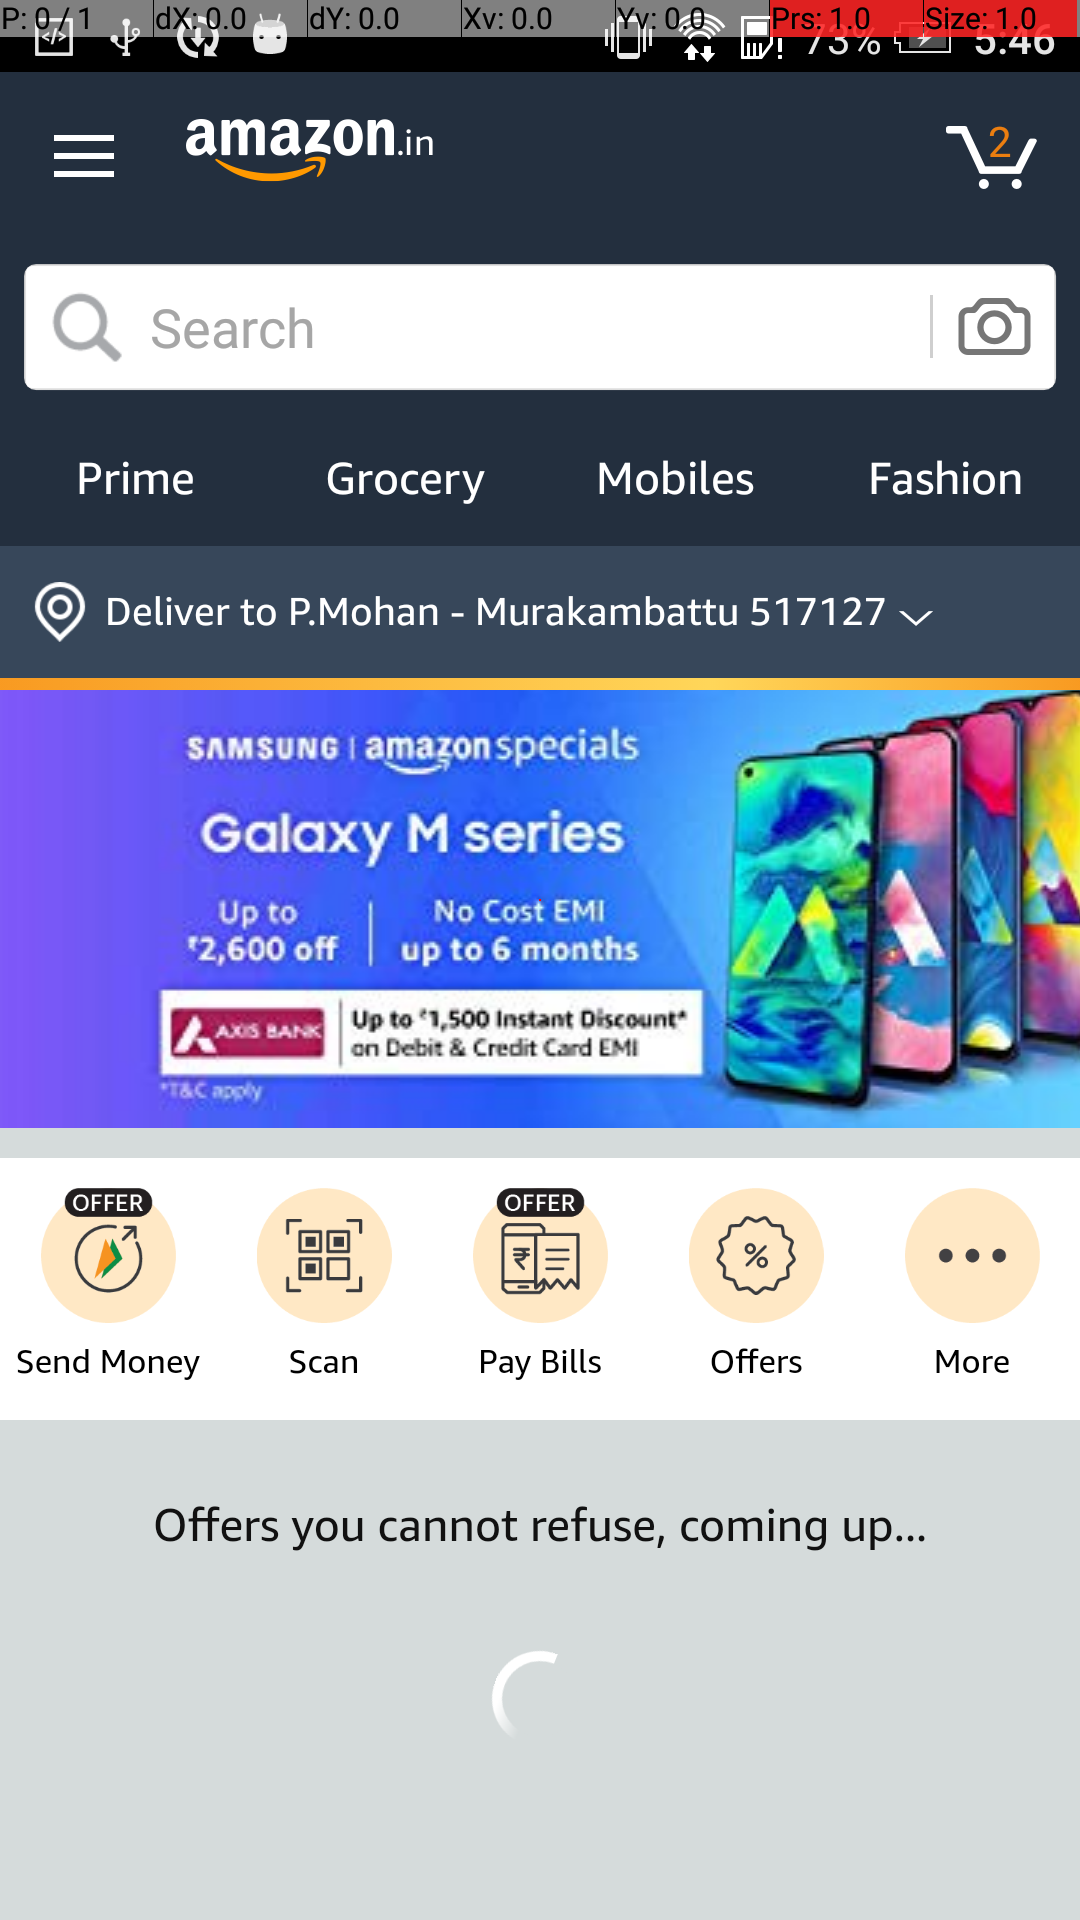 P: 0 / 1 dX: 0.0 dY: 0.0 Xv: 0.0 Yv: 0.0 Prs: 1.0 Size: 1.0
73% 5:46
amazon.in
2
Search
Prime Grocery Mobiles Fashion
Deliver to P.Mohan - Murakambattu 517127
SAMSUNG | amazon specials
Galaxy M series
Up to
₹2,600 off
No Cost EMI
up to 6 months
AXIS BANK
Up to ₹1,500 Instant Discount*
on Debit & Credit Card EMI
*T&C apply
OFFER OFFER
Send Money Scan Pay Bills Offers More
Offers you cannot refuse, coming up...